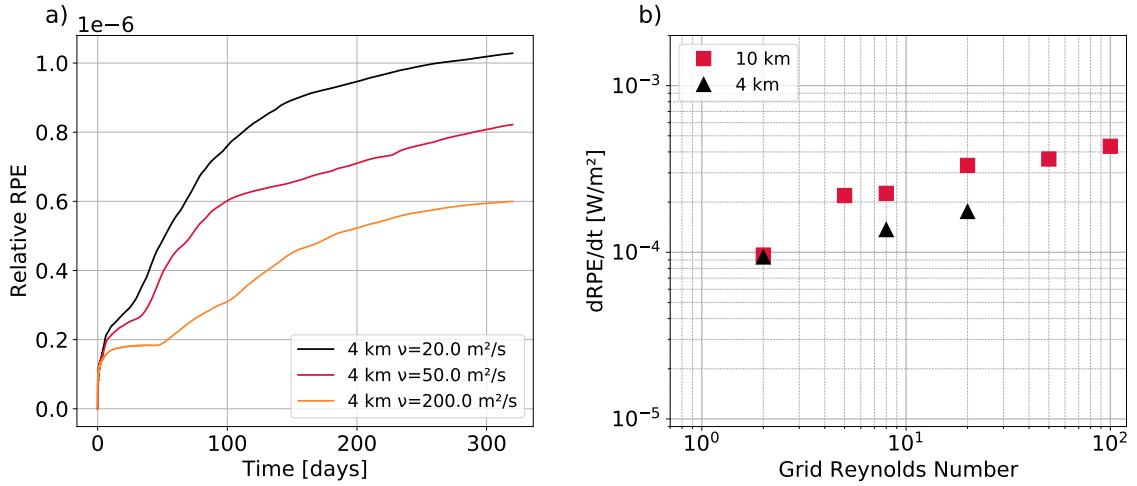 a)
1e−6
Relative RPE
1.0
0.8
0.6
0.4
0.2
0.0
0
100
200
300
Time [days]
4 km ν=20.0 m²/s
4 km ν=50.0 m²/s
4 km ν=200.0 m²/s
b)
dRPE/dt [W/m²]
10⁻³
10⁻⁴
10⁻⁵
10⁰
10¹
10²
Grid Reynolds Number
10 km
4 km